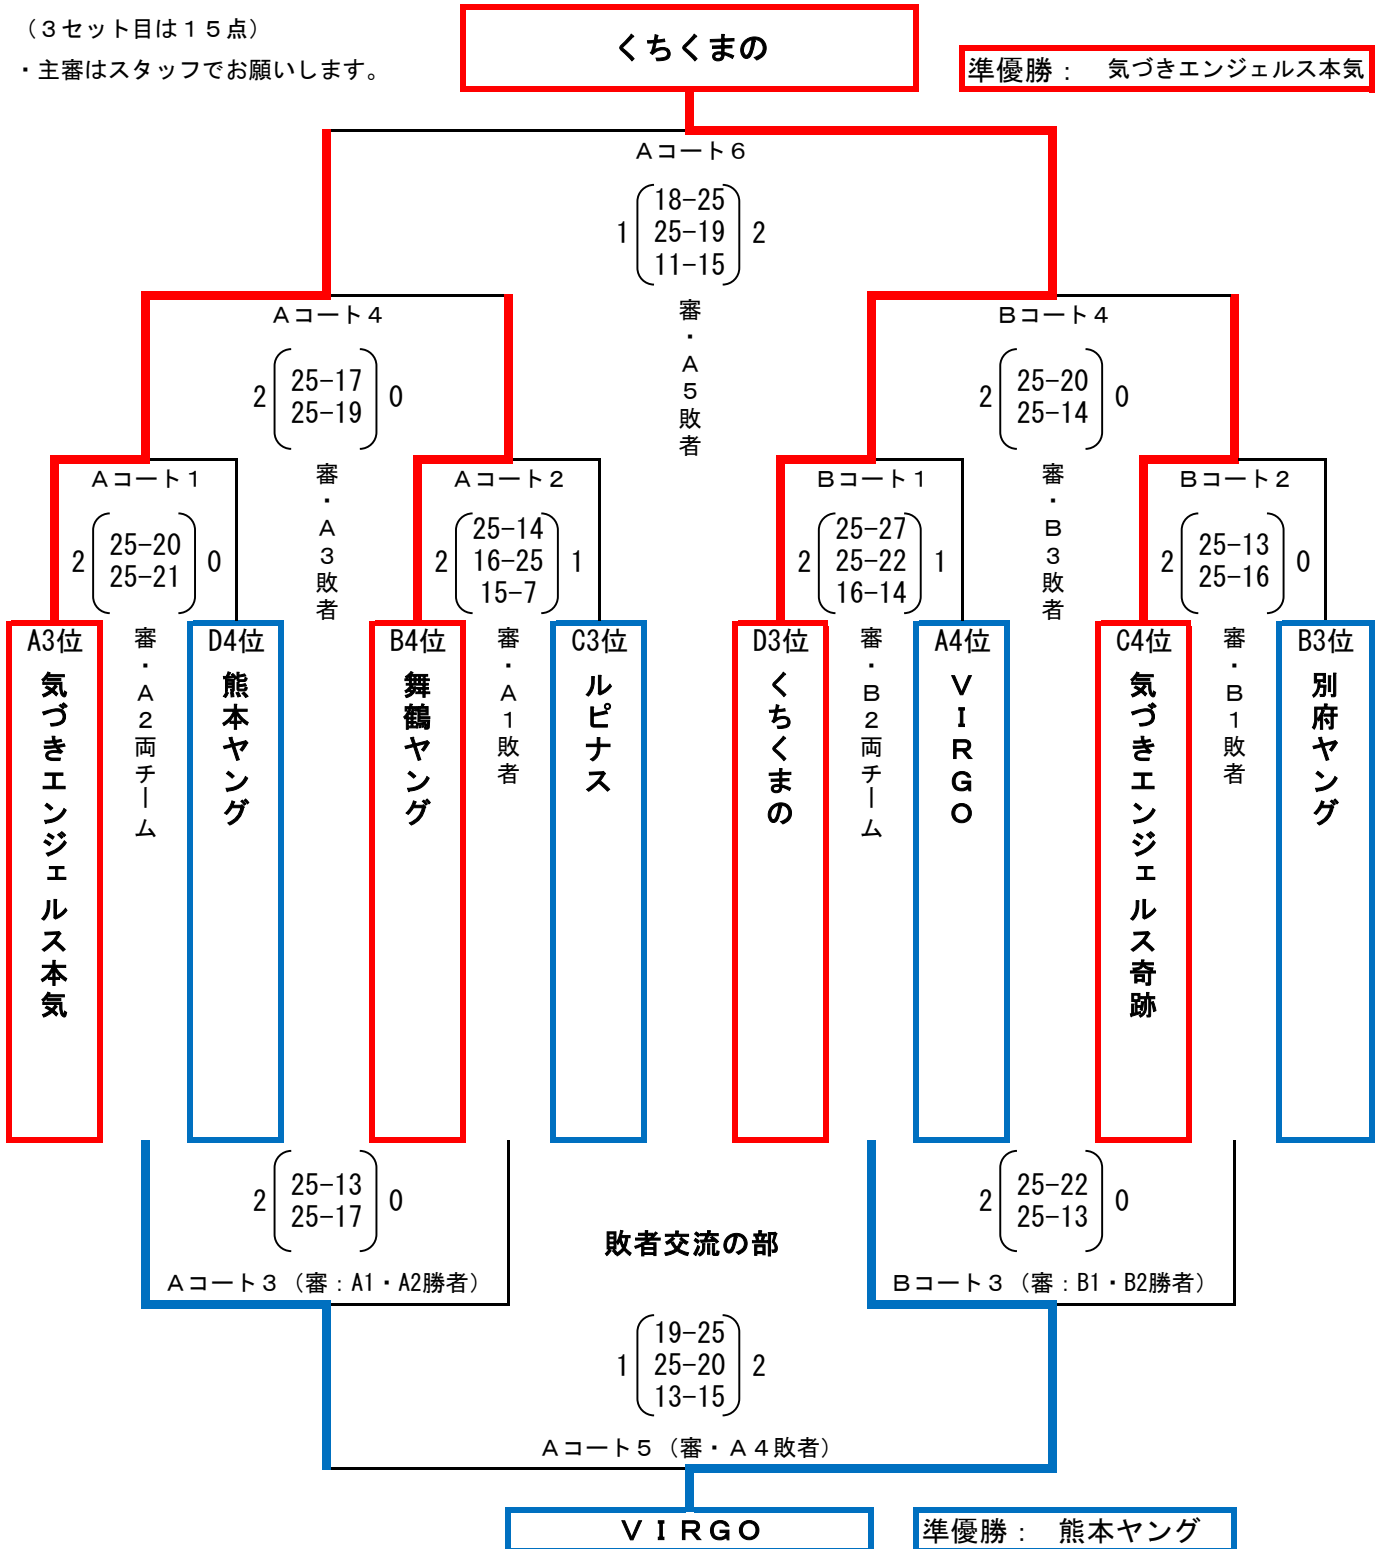 （３セット目は１５点）
・主審はスタッフでお願いします。
くちくまの
準優勝： 気づきエンジェルス本気
Ａコート６
1 18−25 2
25−19
11−15
審・Ａ５敗者
Ａコート４
2 25−17 0
25−19
審・Ａ３敗者
Ｂコート４
2 25−20 0
25−14
審・Ｂ３敗者
Ａコート１
2 25−20 0
25−21
審・Ａ２両チーム
Ａコート２
2 25−14 1
16−25
15−7
審・Ａ１敗者
Ｂコート１
2 25−27 1
25−22
16−14
審・Ｂ２両チーム
Ｂコート２
2 25−13 0
25−16
審・Ｂ１敗者
A3位
気づきエンジェルス本気
D4位
熊本ヤング
B4位
舞鶴ヤング
C3位
ルピナス
D3位
くちくまの
A4位
ＶＩＲＧＯ
C4位
気づきエンジェルス奇跡
B3位
別府ヤング
2 25−13 0
25−17
Ａコート３（審：A1・A2勝者）
2 25−22 0
25−13
Ｂコート３（審：B1・B2勝者）
敗者交流の部
1 19−25 2
25−20
13−15
Ａコート５（審・Ａ４敗者）
ＶＩＲＧＯ
準優勝： 熊本ヤング